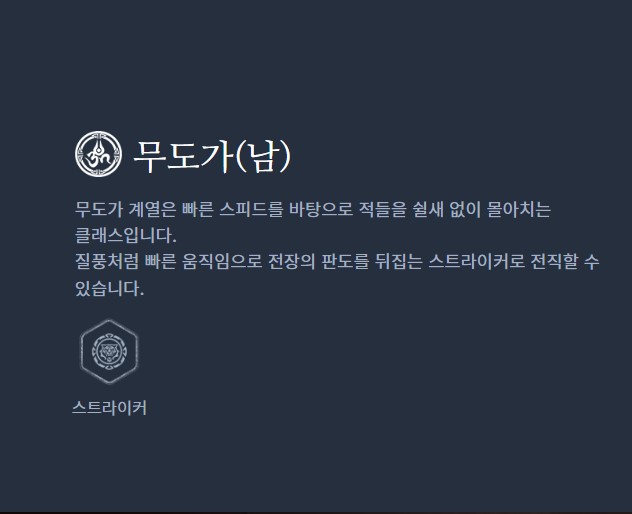 무도가(남)
무도가 계열은 빠른 스피드를 바탕으로 적들을 쉴새 없이 몰아치는
클래스입니다.
질풍처럼 빠른 움직임으로 전장의 판도를 뒤집는 스트라이커로 전직할 수
있습니다.
스트라이커